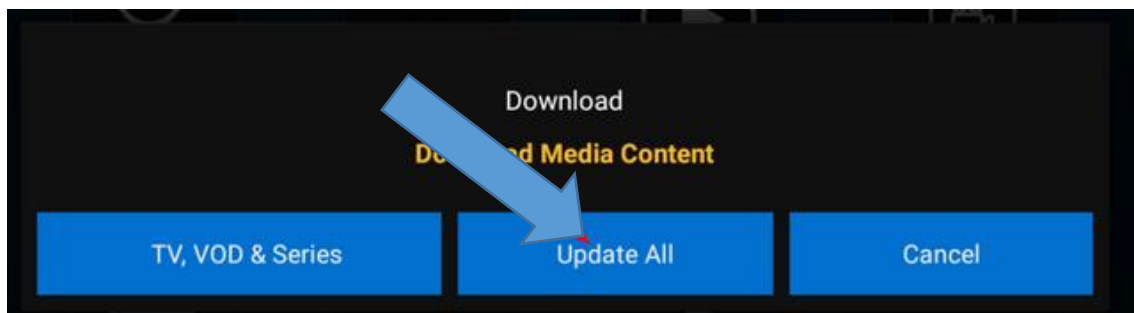 Download
Media Content
TV, VOD & Series
Update All
Cancel